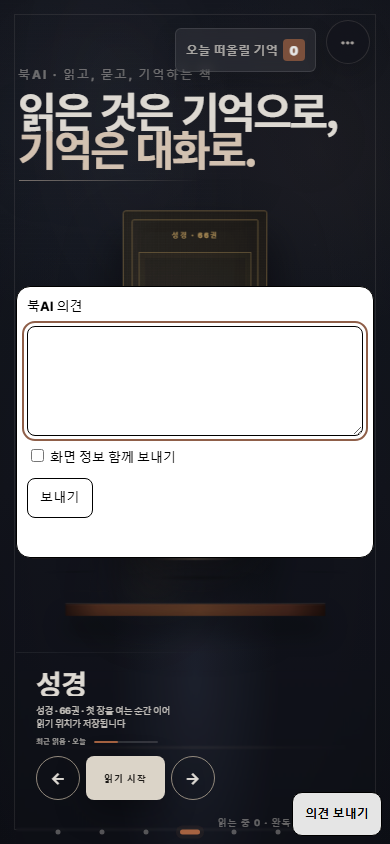 오늘 떠올릴 기억 0
북AI · 읽고, 묻고, 기억하는 책
읽은 것은 기억으로,
기억은 대화로.
성경 · 66권
북AI 의견
화면 정보 함께 보내기
보내기
성경
성경 · 66권 · 첫 장을 여는 순간 이어
읽기 위치가 저장됩니다
최근 읽음 · 오늘
읽기 시작
읽는 중 0 · 완독
의견 보내기